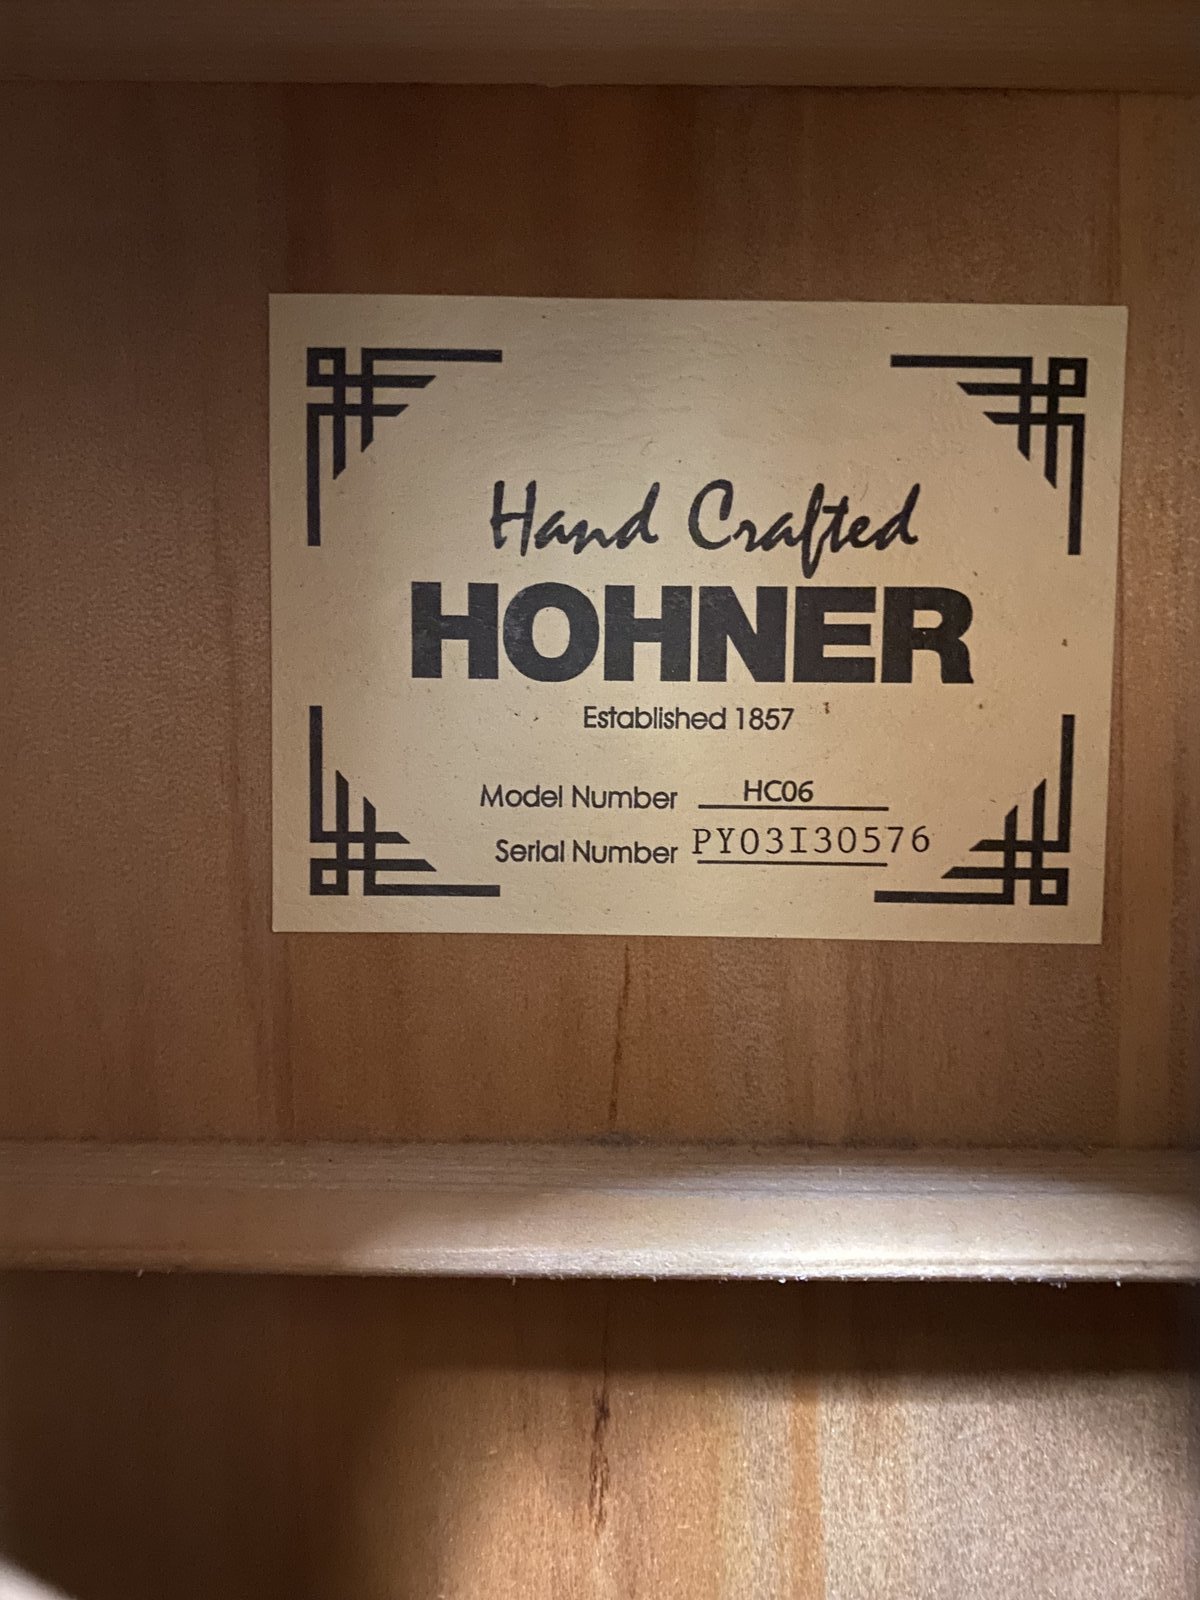 Hand Crafted
HOHNER
Established 1857
Model Number HC06
Serial Number PY03I30576